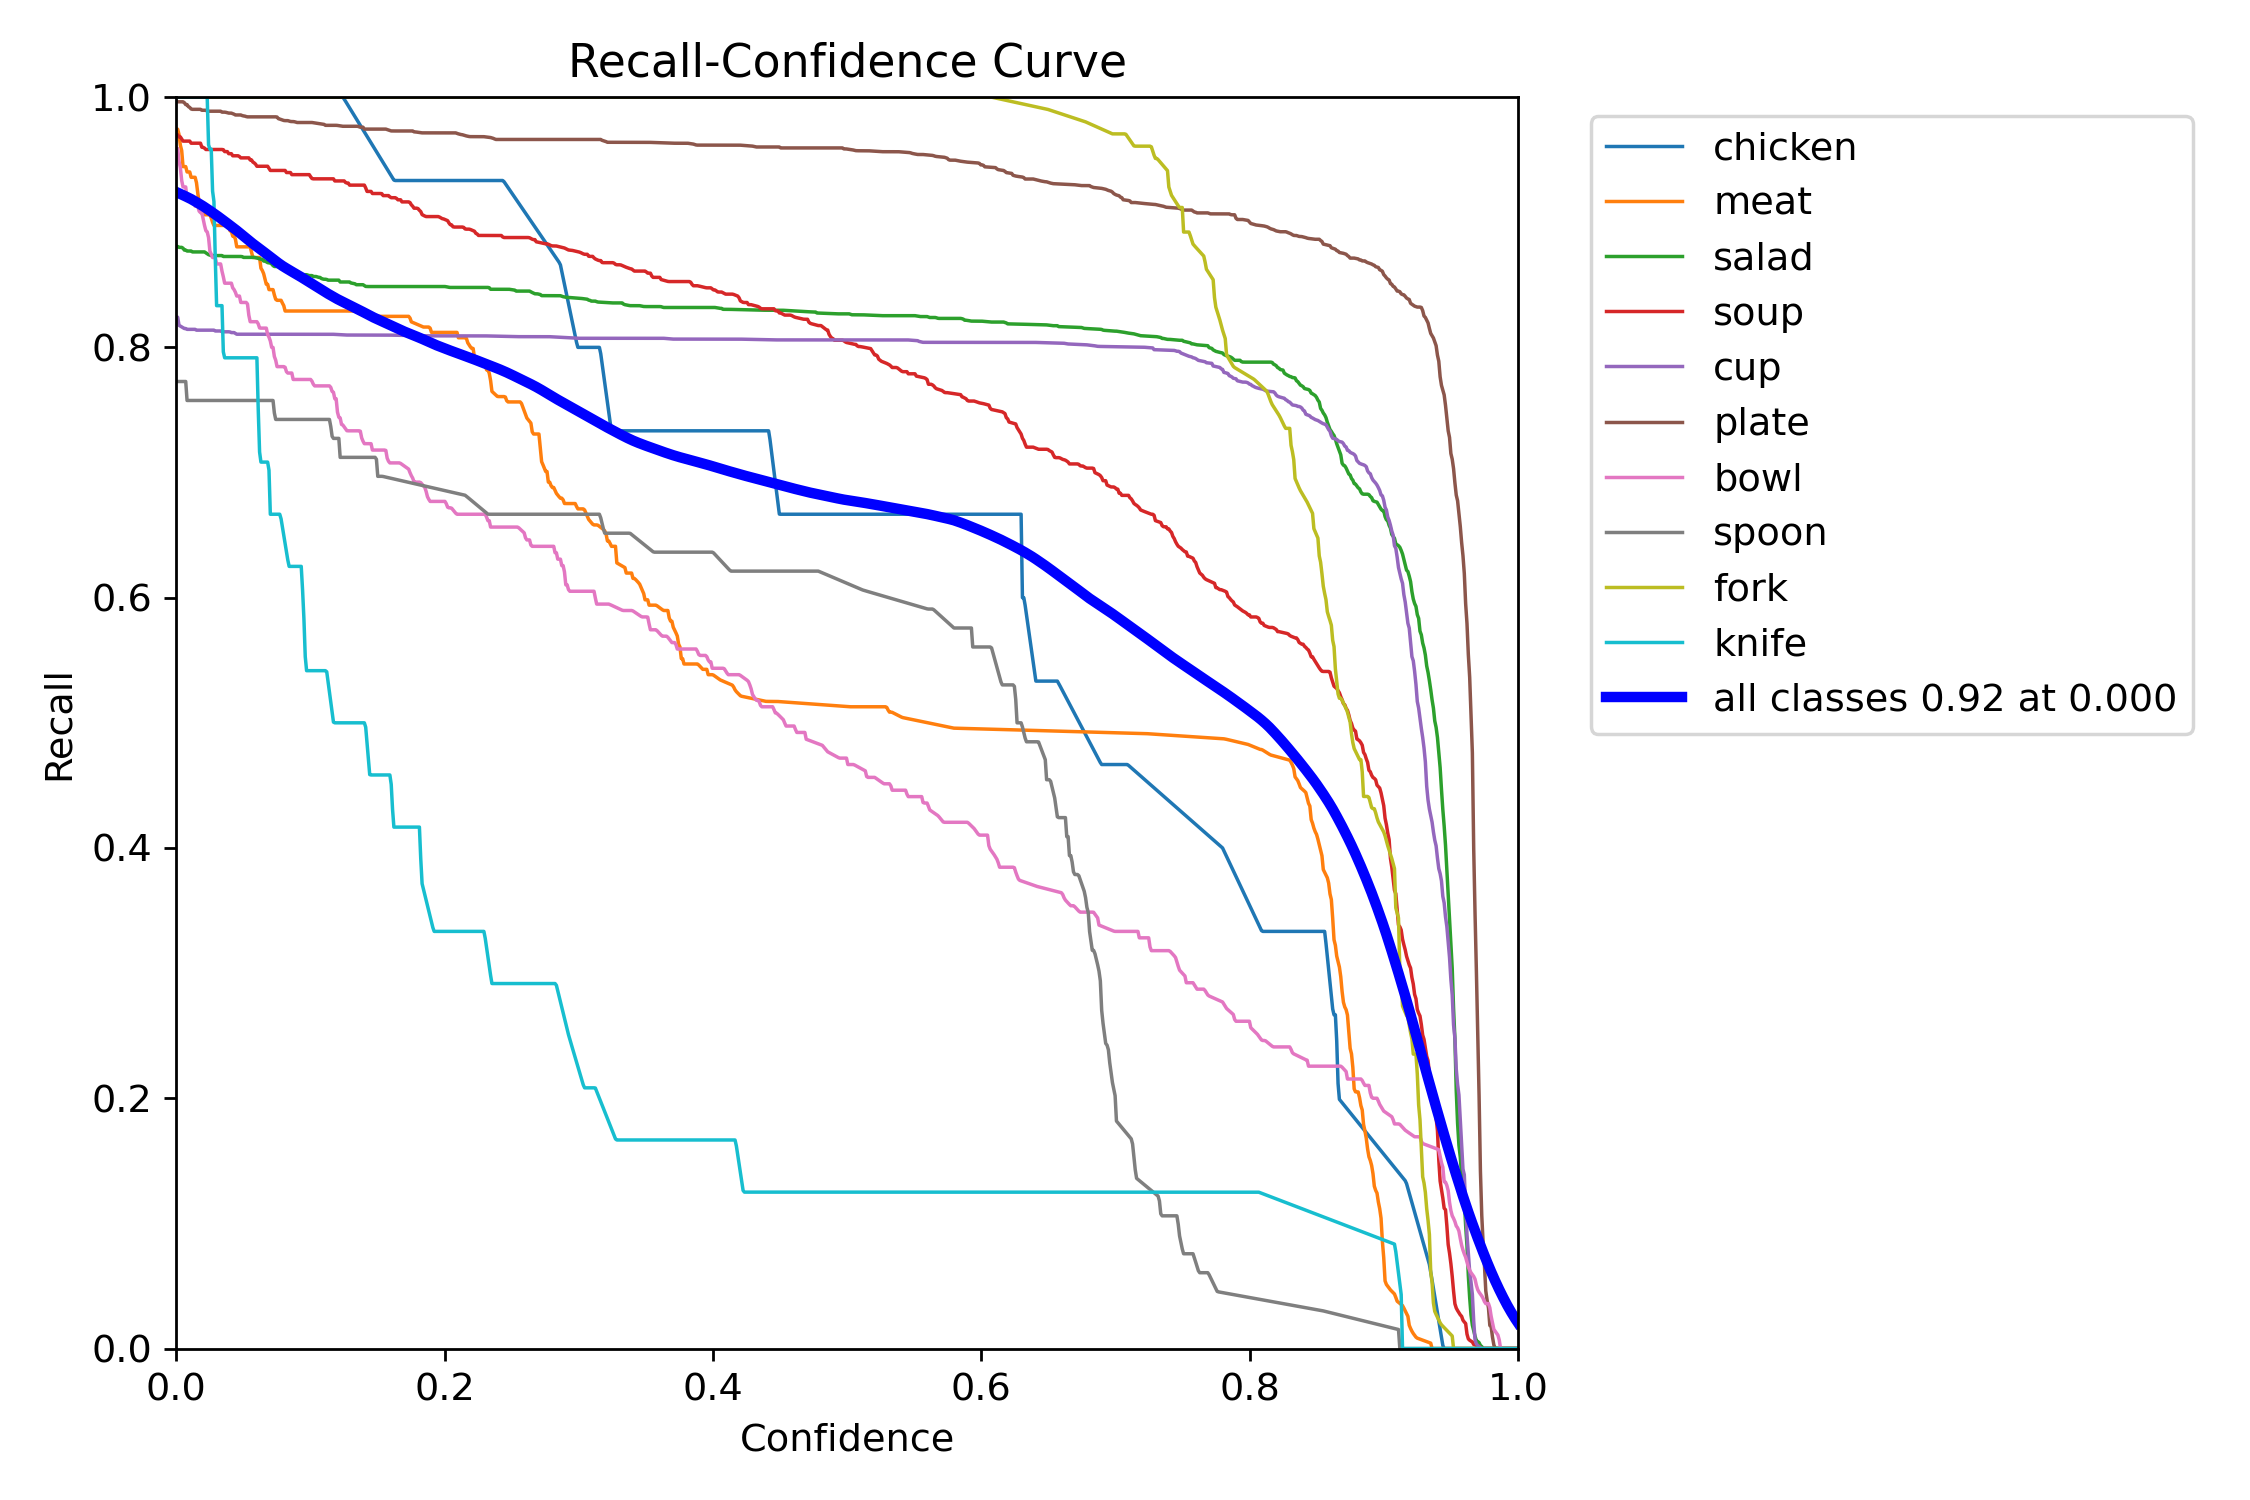 Recall-Confidence Curve
1.0
0.8
0.6
0.4
0.2
0.0
Recall
0.0 0.2 0.4 0.6 0.8 1.0
Confidence
chicken
meat
salad
soup
cup
plate
bowl
spoon
fork
knife
all classes 0.92 at 0.000